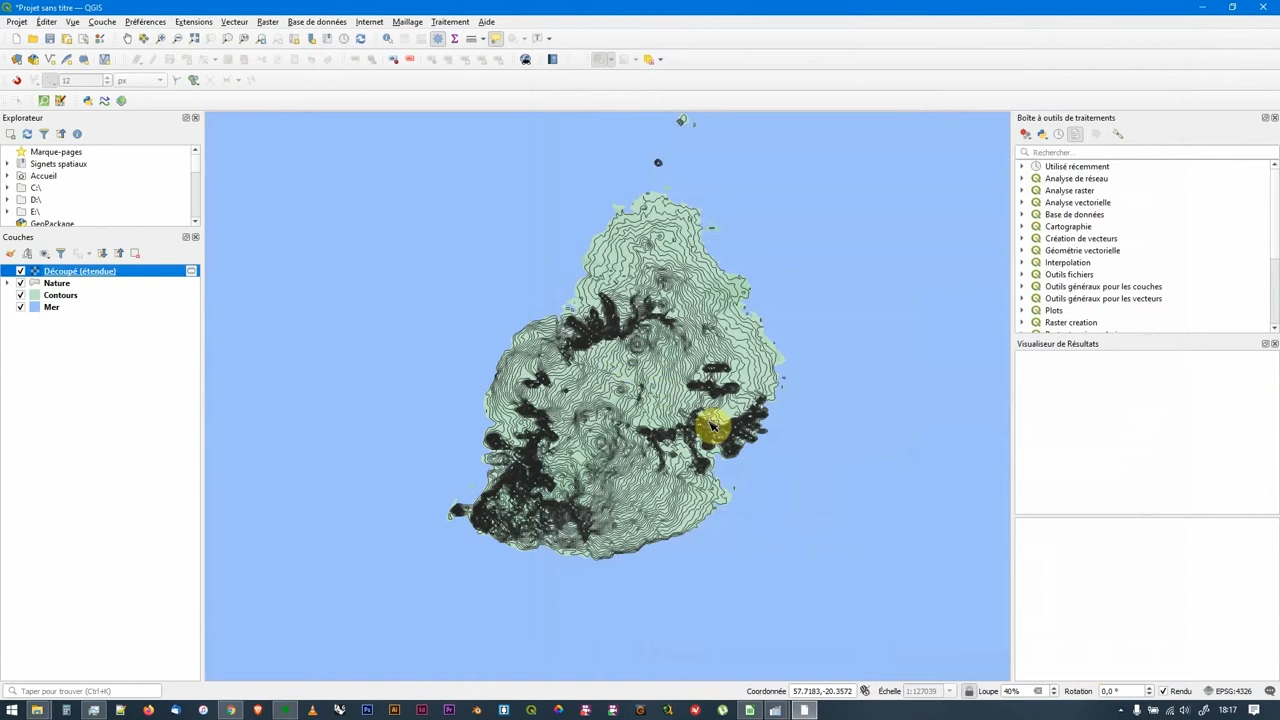 *Projet sans titre — QGIS
Projet Éditer Vue Couche Préférences Extensions Vecteur Raster Base de données Internet Maillage Traitement Aide
12 px
Explorateur
Marque-pages
Signets spatiaux
Accueil
C:\
D:\
E:\
GeoPackage
Couches
Découpé (étendue)
Nature
Contours
Mer
Boîte à outils de traitements
Rechercher...
Utilisé récemment
Analyse de réseau
Analyse raster
Analyse vectorielle
Base de données
Cartographie
Création de vecteurs
Géométrie vectorielle
Interpolation
Outils fichiers
Outils généraux pour les couches
Outils généraux pour les vecteurs
Plots
Raster creation
Visualiseur de Résultats
Taper pour trouver (Ctrl+K)
Coordonnée 57.7183,-20.3572 Échelle 1:127039 Loupe 40% Rotation 0,0 ° Rendu EPSG:4326
18:17